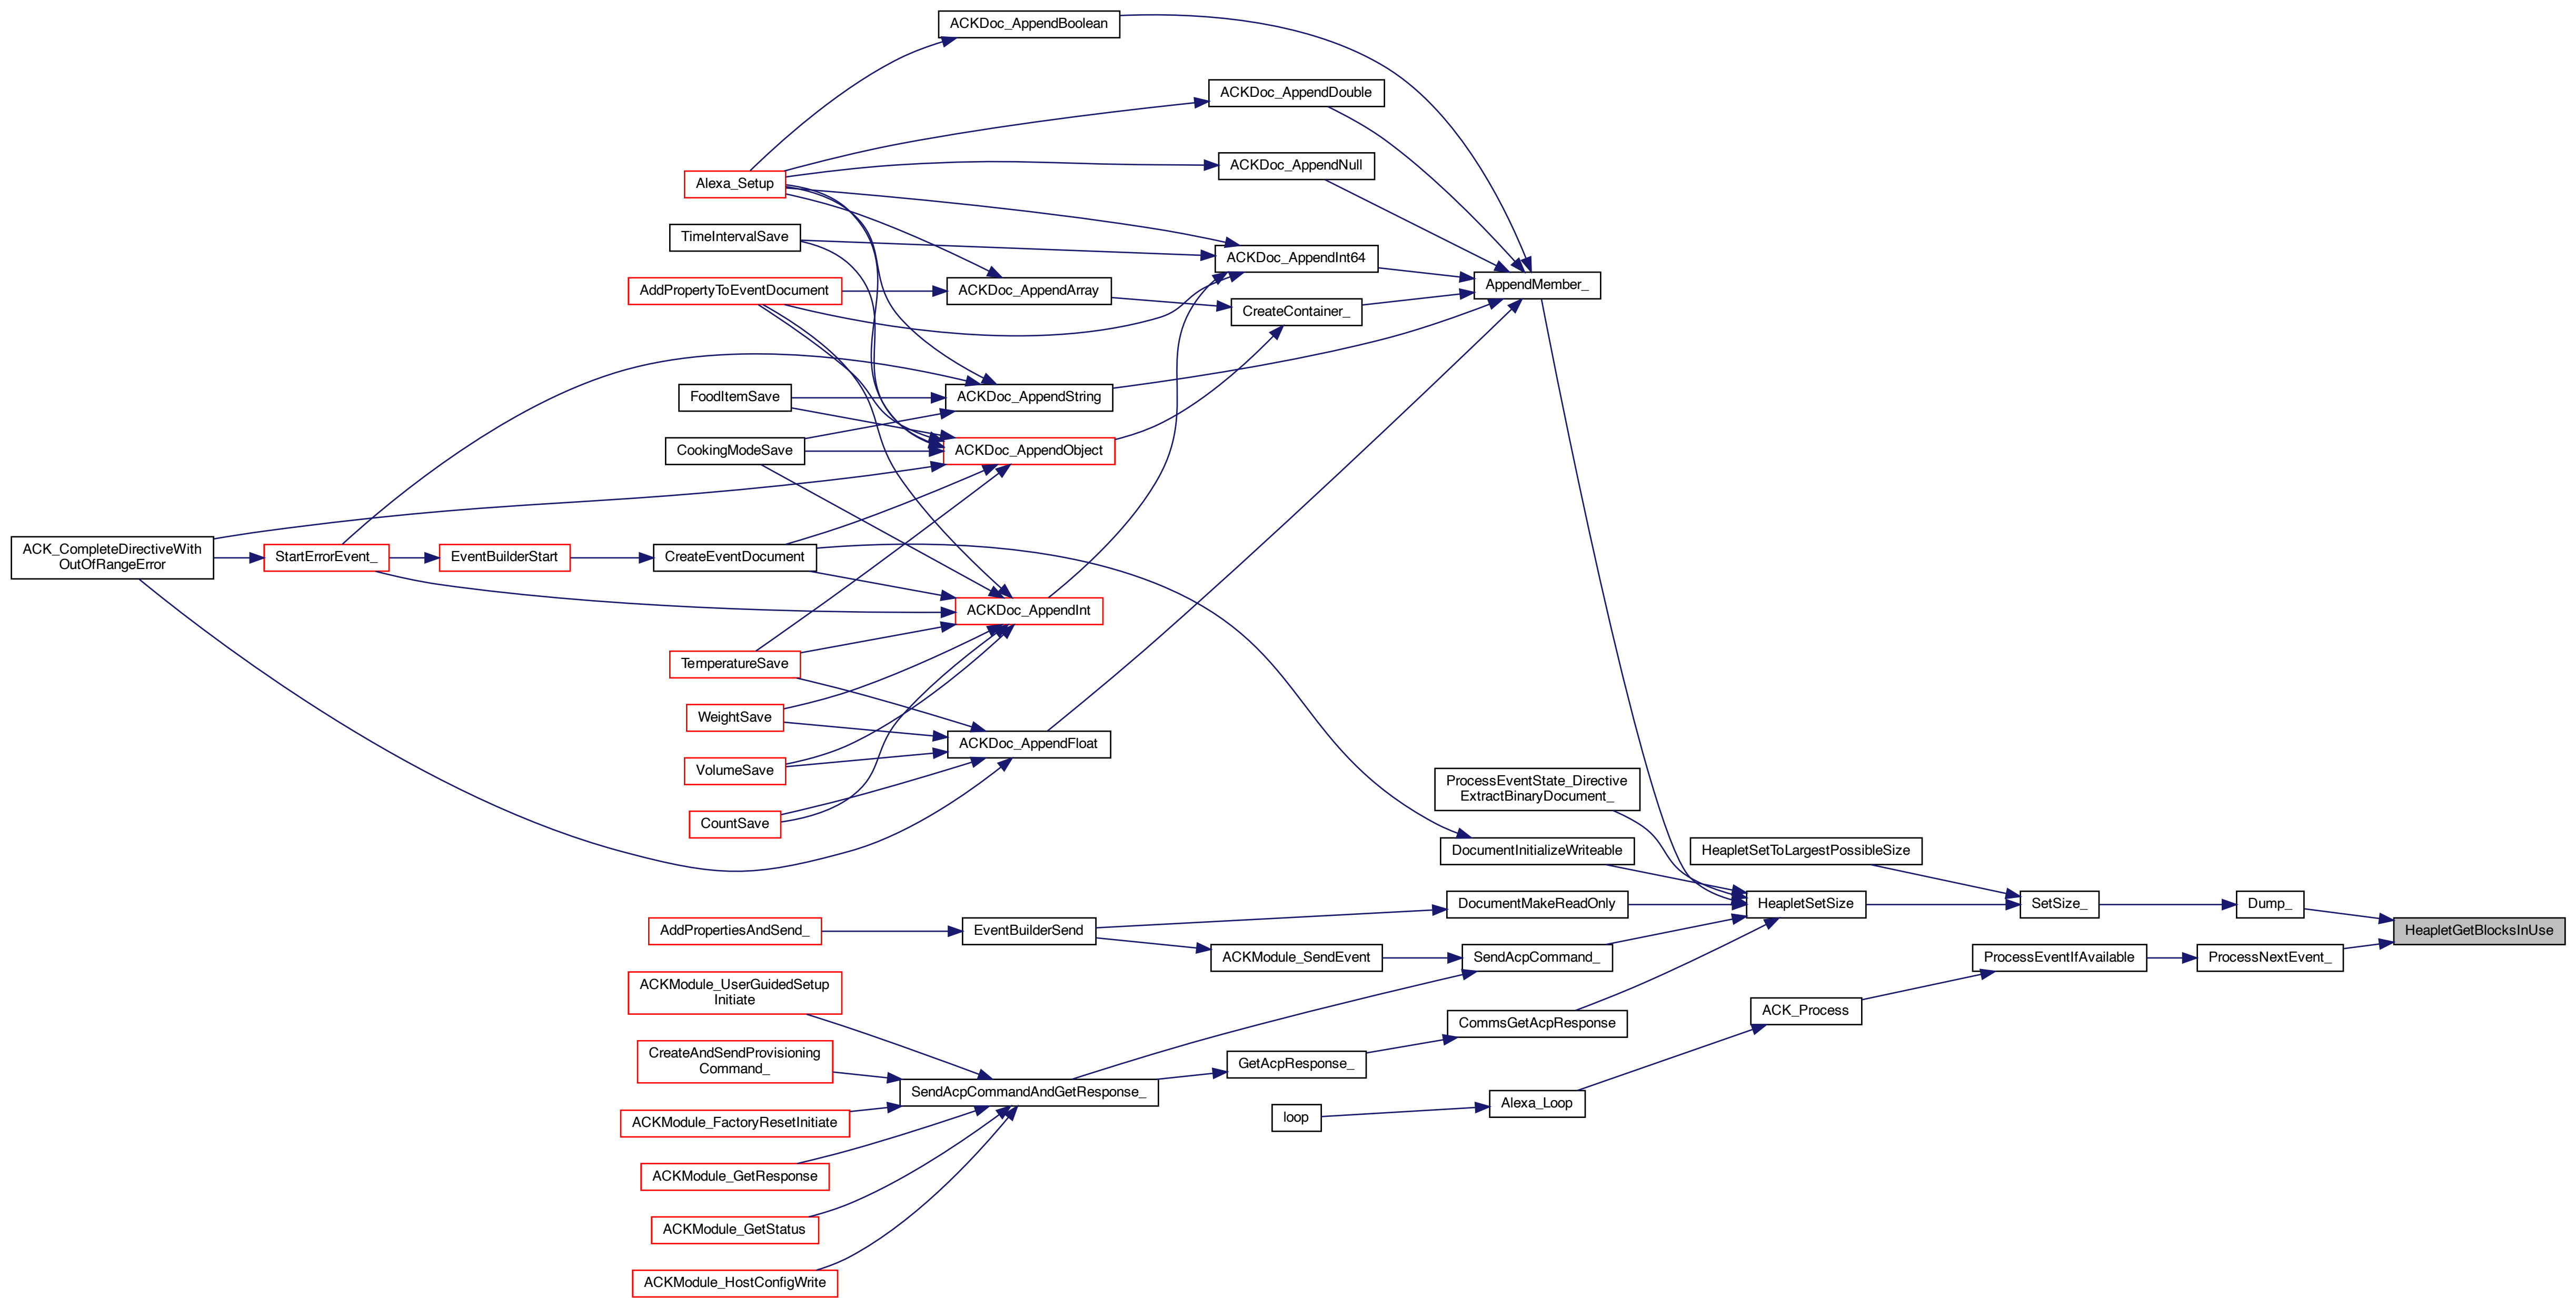 ACKDoc_AppendBoolean
ACKDoc_AppendDouble
ACKDoc_AppendNull
Alexa_Setup
TimeIntervalSave
ACKDoc_AppendInt64
AppendMember_
AddPropertyToEventDocument
ACKDoc_AppendArray
CreateContainer_
FoodItemSave
ACKDoc_AppendString
CookingModeSave
ACKDoc_AppendObject
ACK_CompleteDirectiveWith
OutOfRangeError
StartErrorEvent_
EventBuilderStart
CreateEventDocument
ACKDoc_AppendInt
TemperatureSave
WeightSave
ACKDoc_AppendFloat
VolumeSave
CountSave
ProcessEventState_Directive
ExtractBinaryDocument_
DocumentInitializeWriteable
HeapletSetToLargestPossibleSize
DocumentMakeReadOnly
HeapletSetSize
SetSize_
Dump_
HeapletGetBlocksInUse
AddPropertiesAndSend_
EventBuilderSend
ACKModule_SendEvent
SendAcpCommand_
ProcessEventIfAvailable
ProcessNextEvent_
ACKModule_UserGuidedSetup
Initiate
ACK_Process
CommsGetAcpResponse
CreateAndSendProvisioning
Command_
GetAcpResponse_
SendAcpCommandAndGetResponse_
Alexa_Loop
loop
ACKModule_FactoryResetInitiate
ACKModule_GetResponse
ACKModule_GetStatus
ACKModule_HostConfigWrite